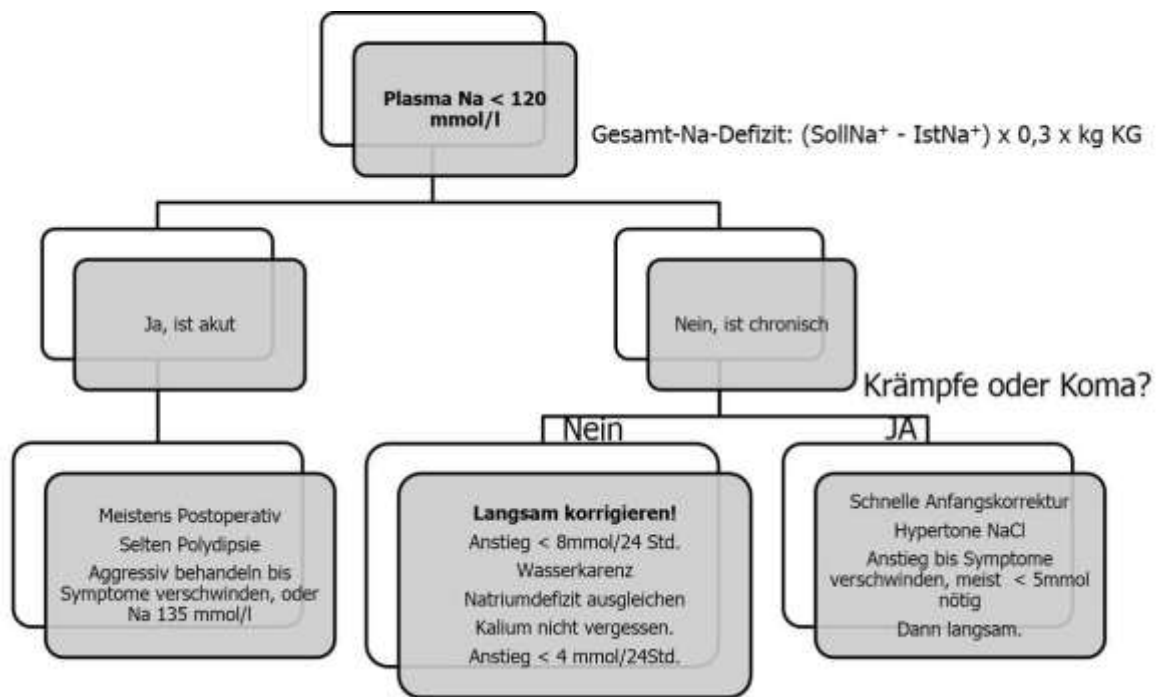 Plasma Na < 120
mmol/l
Gesamt-Na-Defizit: (SollNa⁺ - IstNa⁺) x 0,3 x kg KG
Ja, ist akut
Nein, ist chronisch
Krämpfe oder Koma?
Nein
JA
Meistens Postoperativ
Selten Polydipsie
Aggressiv behandeln bis
Symptome verschwinden, oder
Na 135 mmol/l
Langsam korrigieren!
Anstieg < 8mmol/24 Std.
Wasserkarenz
Natriumdefizit ausgleichen
Kalium nicht vergessen.
Anstieg < 4 mmol/24Std.
Schnelle Anfangskorrektur
Hypertone NaCl
Anstieg bis Symptome
verschwinden, meist < 5mmol
nötig
Dann langsam.